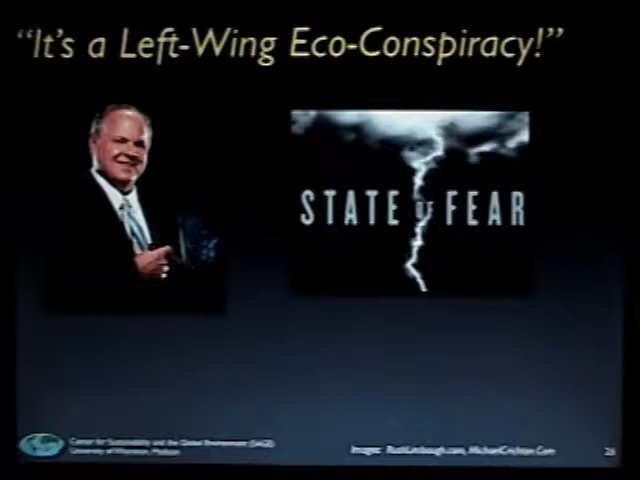 "It's a Left-Wing Eco-Conspiracy!"
STATE OF FEAR
Center for Sustainability and the Global Environment (SAGE)
University of Wisconsin, Madison
Images: RushLimbaugh.com, MichaelCrichton.Com
26